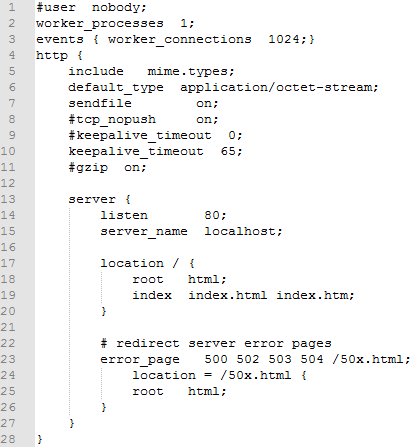 1 #user  nobody;
2 worker_processes  1;
3 events { worker_connections  1024;}
4 http {
5     include   mime.types;
6     default_type  application/octet-stream;
7     sendfile        on;
8     #tcp_nopush     on;
9     #keepalive_timeout  0;
10     keepalive_timeout  65;
11     #gzip  on;
12
13     server {
14         listen       80;
15         server_name  localhost;
16
17         location / {
18             root   html;
19             index  index.html index.htm;
20         }
21
22         # redirect server error pages
23         error_page   500 502 503 504 /50x.html;
24             location = /50x.html {
25             root   html;
26         }
27     }
28 }